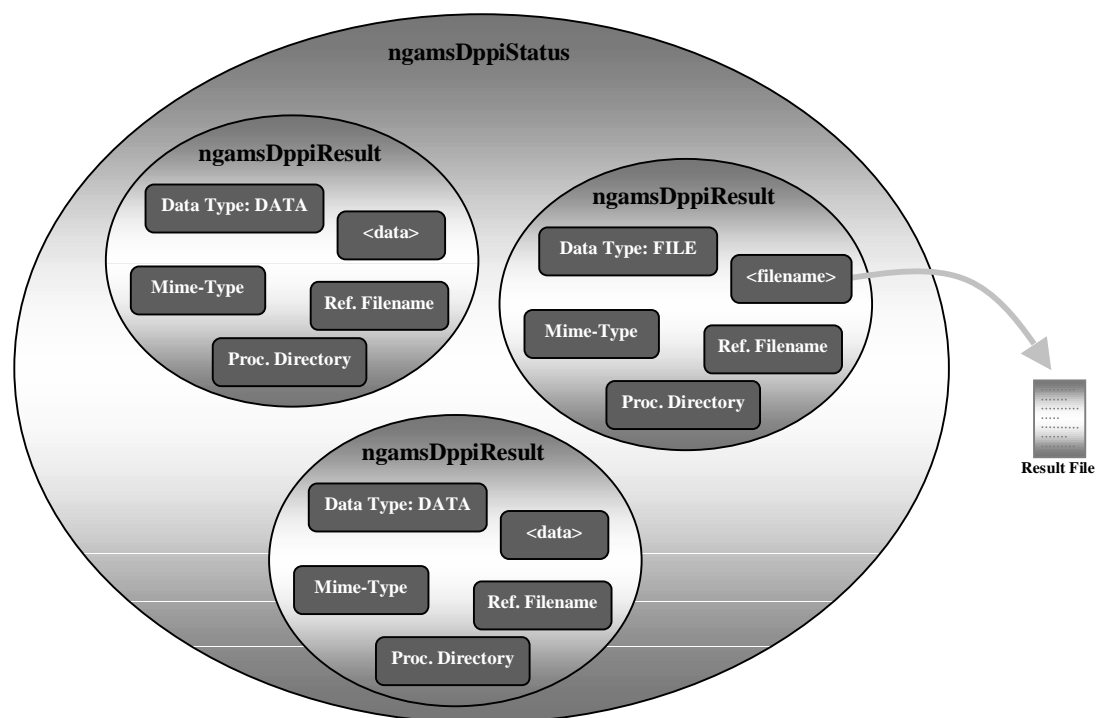 ngamsDppiStatus
ngamsDppiResult
Data Type: DATA
<data>
Mime-Type
Ref. Filename
Proc. Directory
ngamsDppiResult
Data Type: FILE
<filename>
Mime-Type
Ref. Filename
Proc. Directory
Result File
ngamsDppiResult
Data Type: DATA
<data>
Mime-Type
Ref. Filename
Proc. Directory